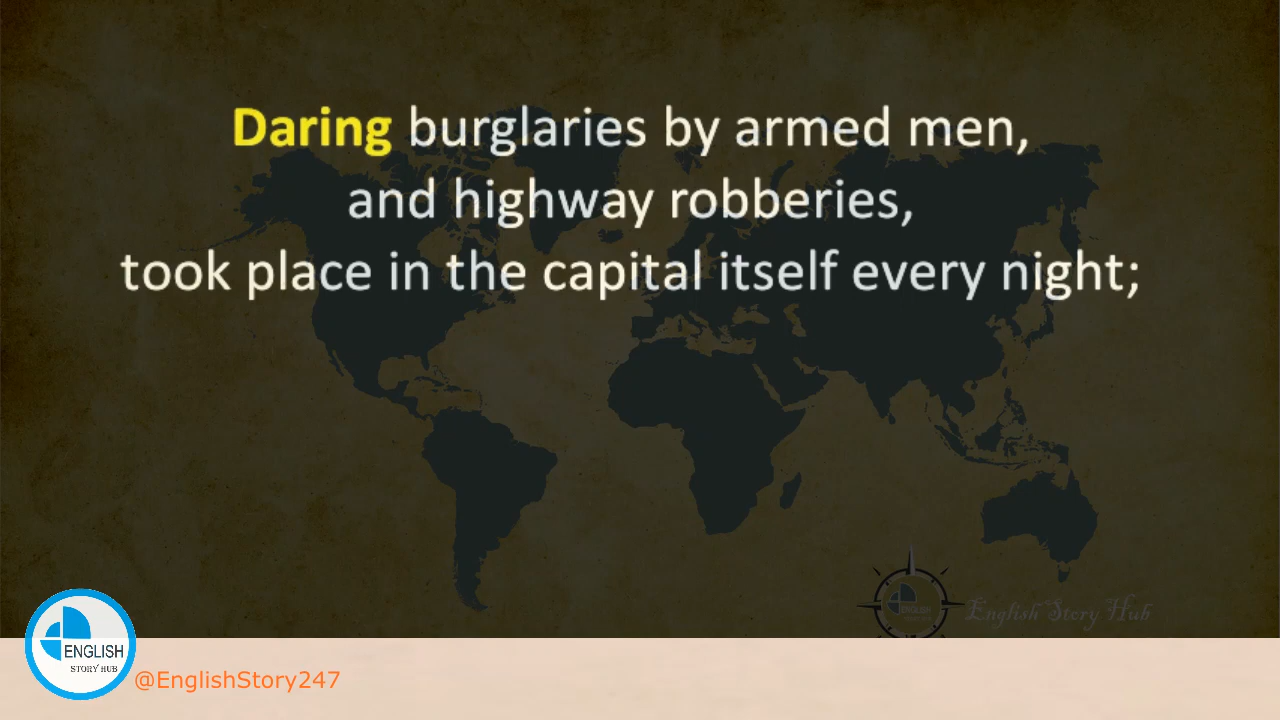 Daring burglaries by armed men,
and highway robberies,
took place in the capital itself every night;
English Story Hub
ENGLISH
STORY HUB
@EnglishStory247